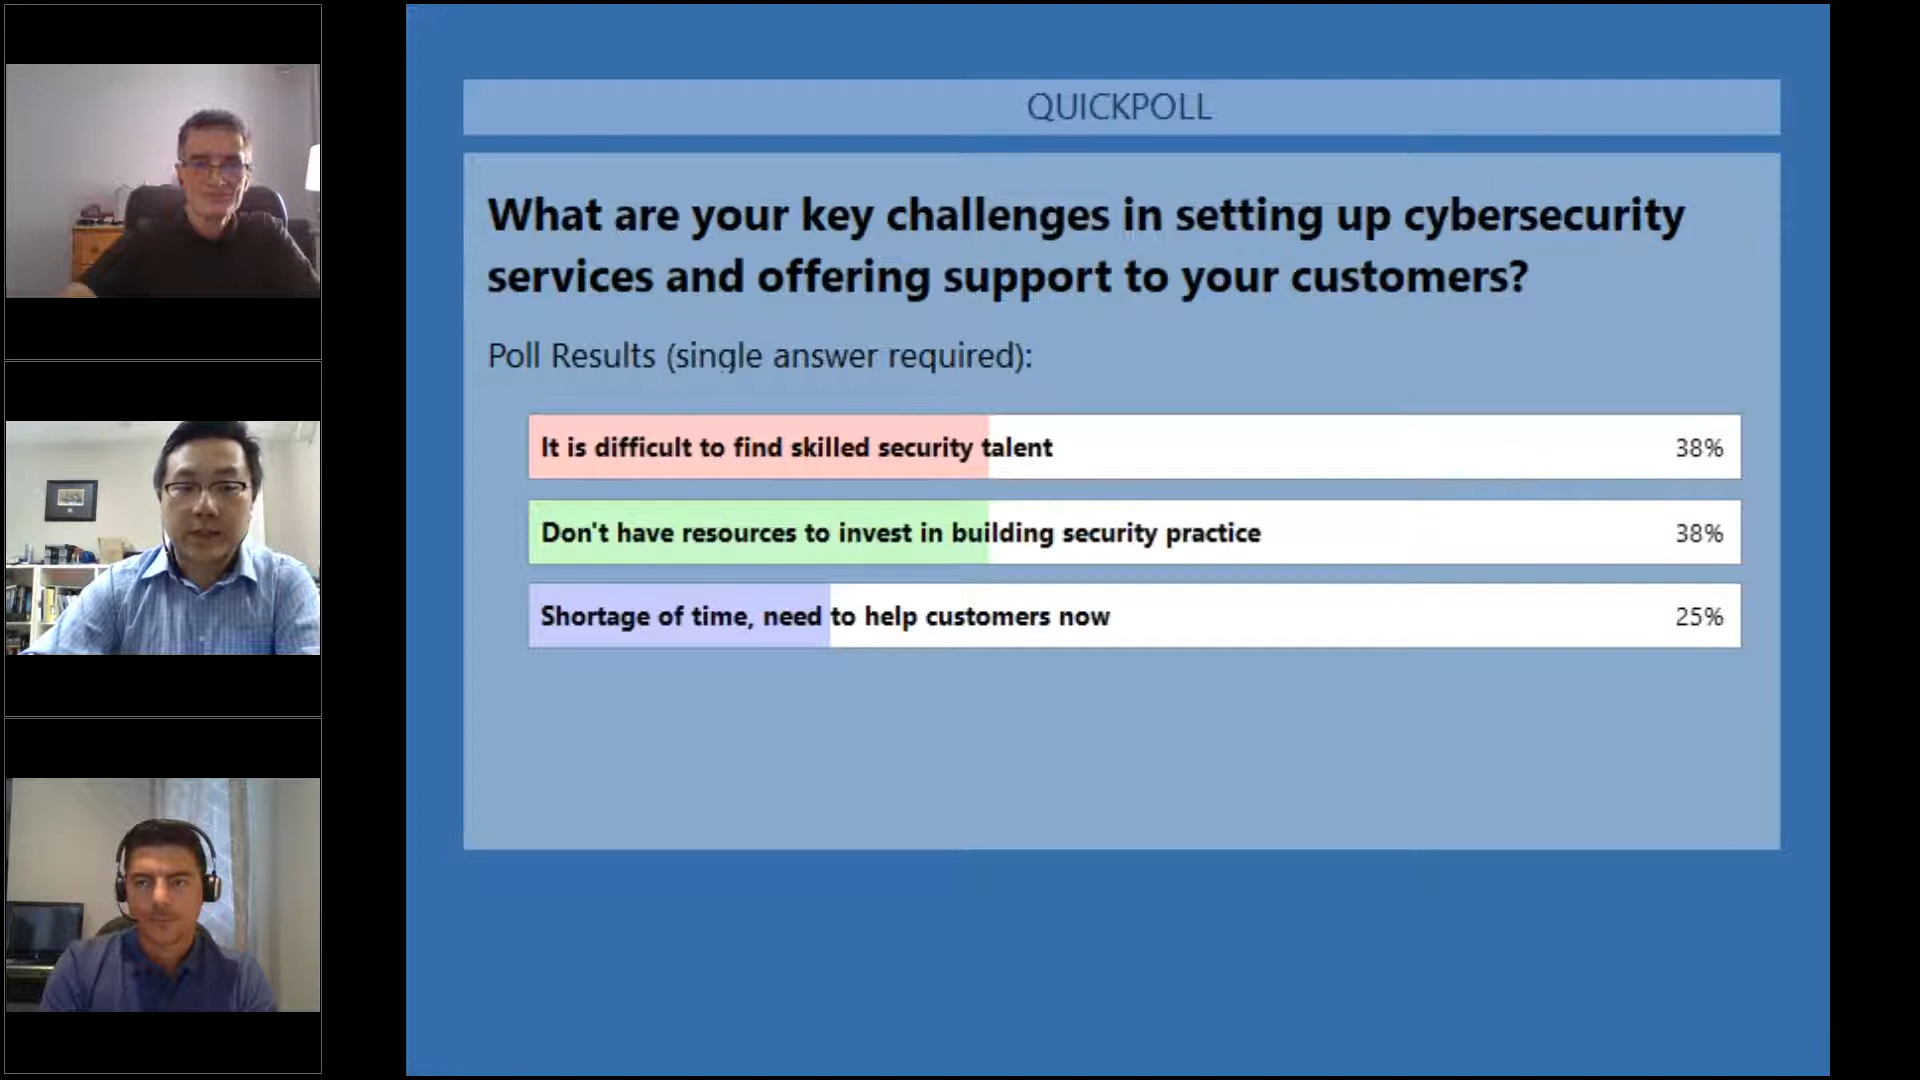 QUICKPOLL
What are your key challenges in setting up cybersecurity
services and offering support to your customers?
Poll Results (single answer required):
It is difficult to find skilled security talent 38%
Don't have resources to invest in building security practice 38%
Shortage of time, need to help customers now 25%